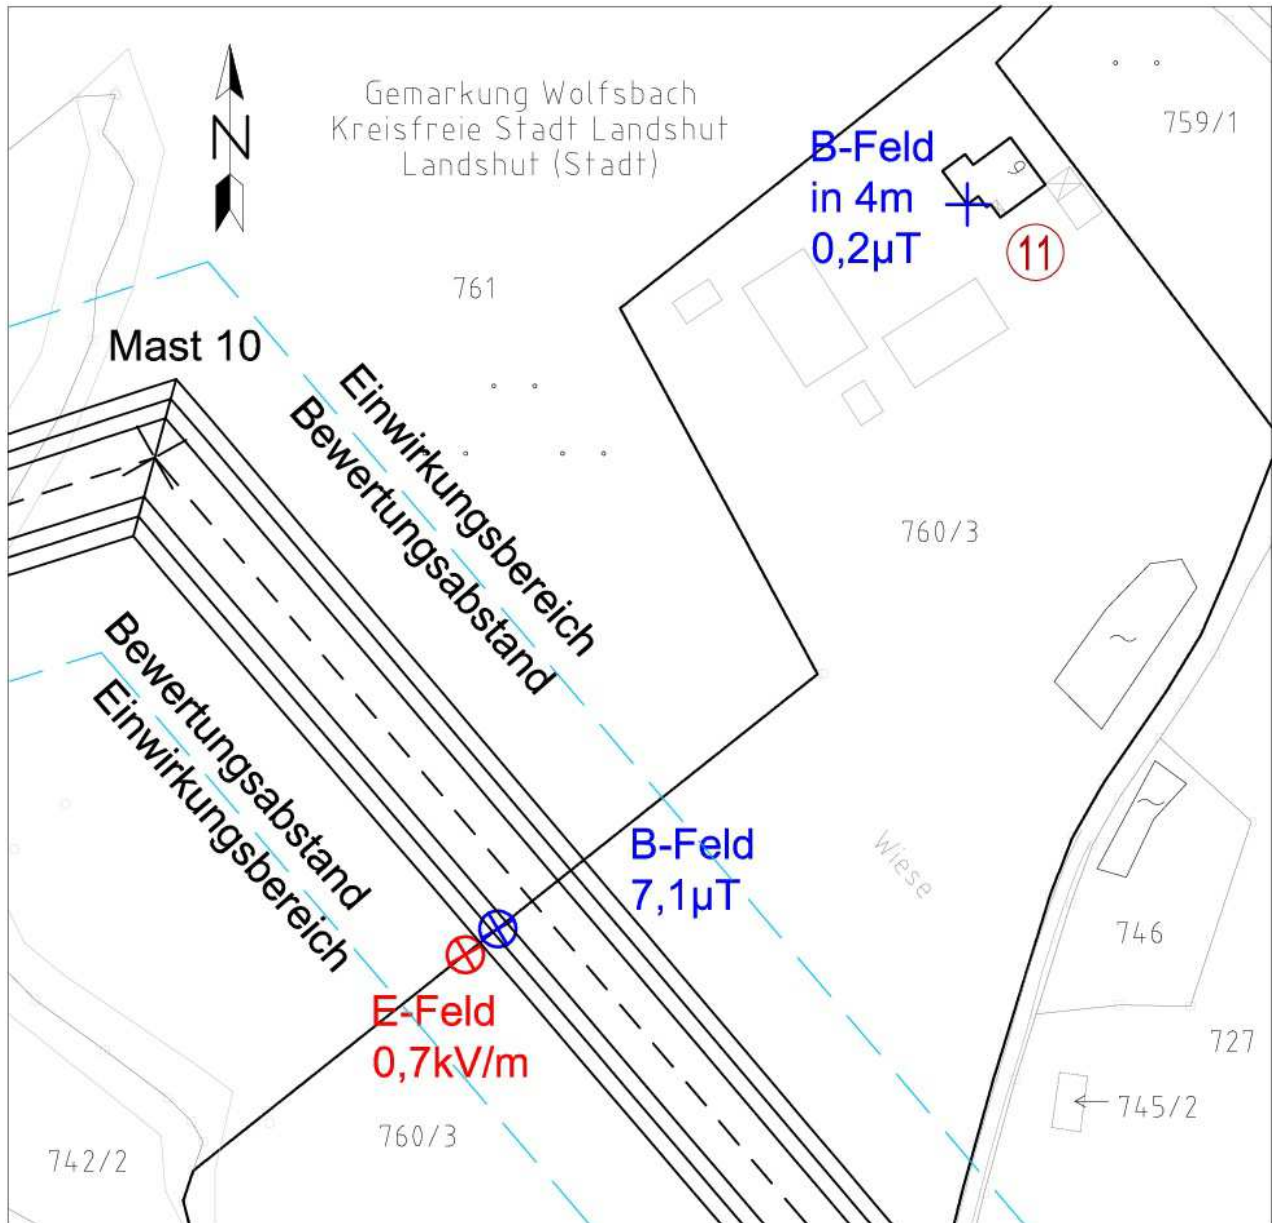 Gemarkung Wolfsbach
Kreisfreie Stadt Landshut
Landshut (Stadt)
N
759/1
B-Feld
in 4m
0,2µT
9
11
761
Mast 10
Einwirkungsbereich
Bewertungsabstand
760/3
Bewertungsabstand
Einwirkungsbereich
B-Feld
7,1µT
Wiese
746
E-Feld
0,7kV/m
727
745/2
760/3
742/2